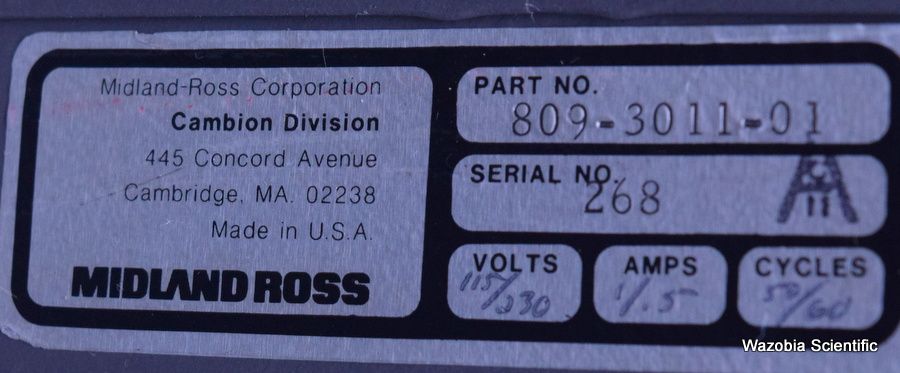 Midland-Ross Corporation
Cambion Division
445 Concord Avenue
Cambridge, MA. 02238
Made in U.S.A.
MIDLAND ROSS
PART NO.
809-3011-01
SERIAL NO.
268
11
VOLTS
115/230
AMPS
1/.5
CYCLES
50/60
Wazobia Scientific